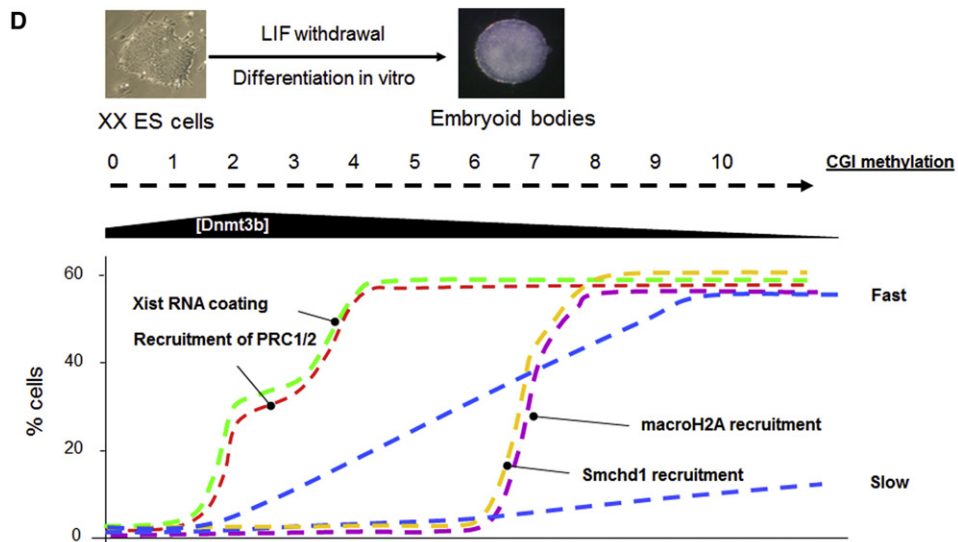 D
LIF withdrawal
Differentiation in vitro
XX ES cells
Embryoid bodies
0 1 2 3 4 5 6 7 8 9 10
CGI methylation
[Dnmt3b]
% cells
60
40
20
0
Xist RNA coating
Recruitment of PRC1/2
Fast
macroH2A recruitment
Smchd1 recruitment
Slow